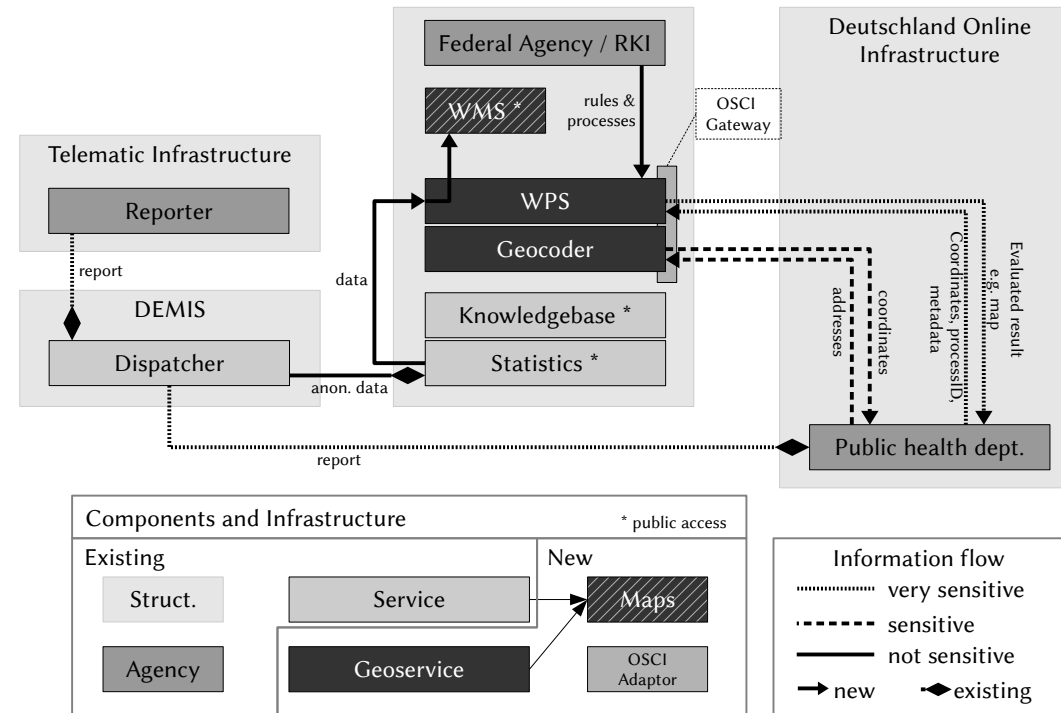 Federal Agency / RKI
Deutschland Online
Infrastructure
WMS *
rules &
processes
OSCI
Gateway
Telematic Infrastructure
Reporter
WPS
Geocoder
report
data
Evaluated result
e.g. map
Coordinates, processID,
metadata
coordinates
addresses
DEMIS
Knowledgebase *
Dispatcher
Statistics *
anon. data
report
Public health dept.
Components and Infrastructure
* public access
Existing
New
Struct.
Service
Maps
Agency
Geoservice
OSCI
Adaptor
Information flow
very sensitive
sensitive
not sensitive
new
existing